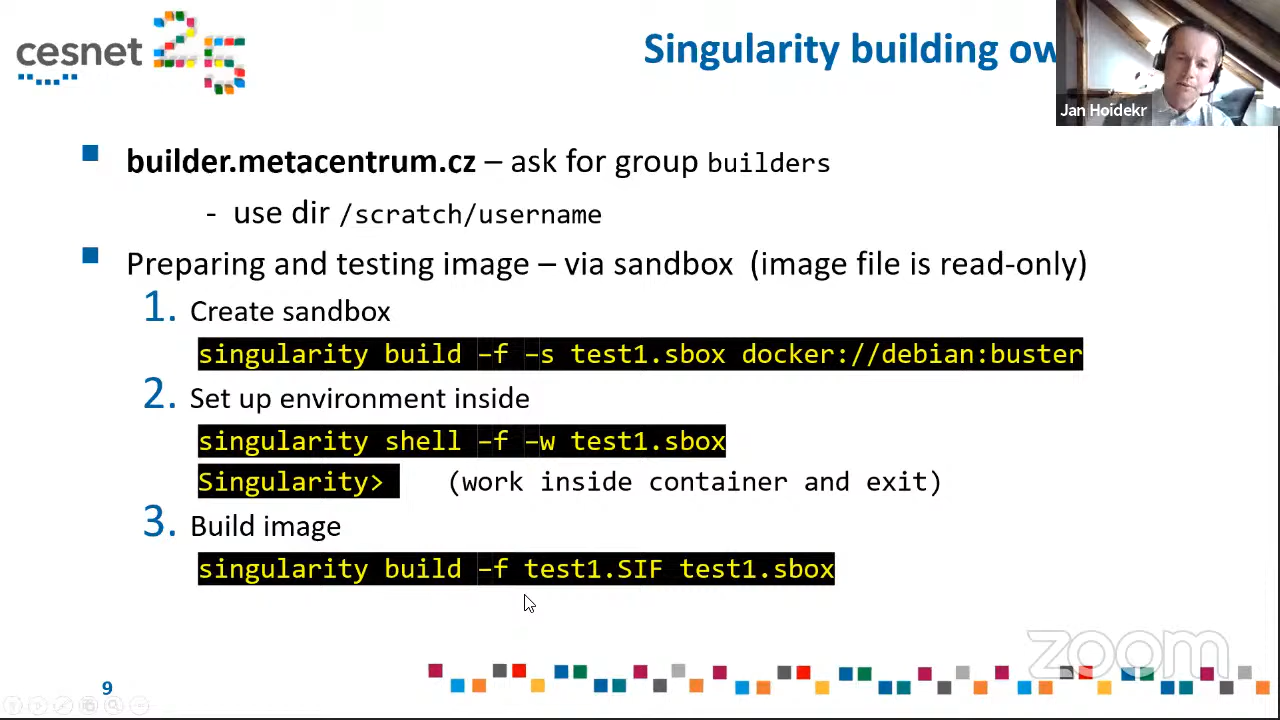 cesnet 25
Singularity building ow
Jan Hoidekr
▪ builder.metacentrum.cz – ask for group builders
- use dir /scratch/username
▪ Preparing and testing image – via sandbox (image file is read-only)
1. Create sandbox
singularity build –f –s test1.sbox docker://debian:buster
2. Set up environment inside
singularity shell –f –w test1.sbox
Singularity> (work inside container and exit)
3. Build image
singularity build –f test1.SIF test1.sbox
zoom
9